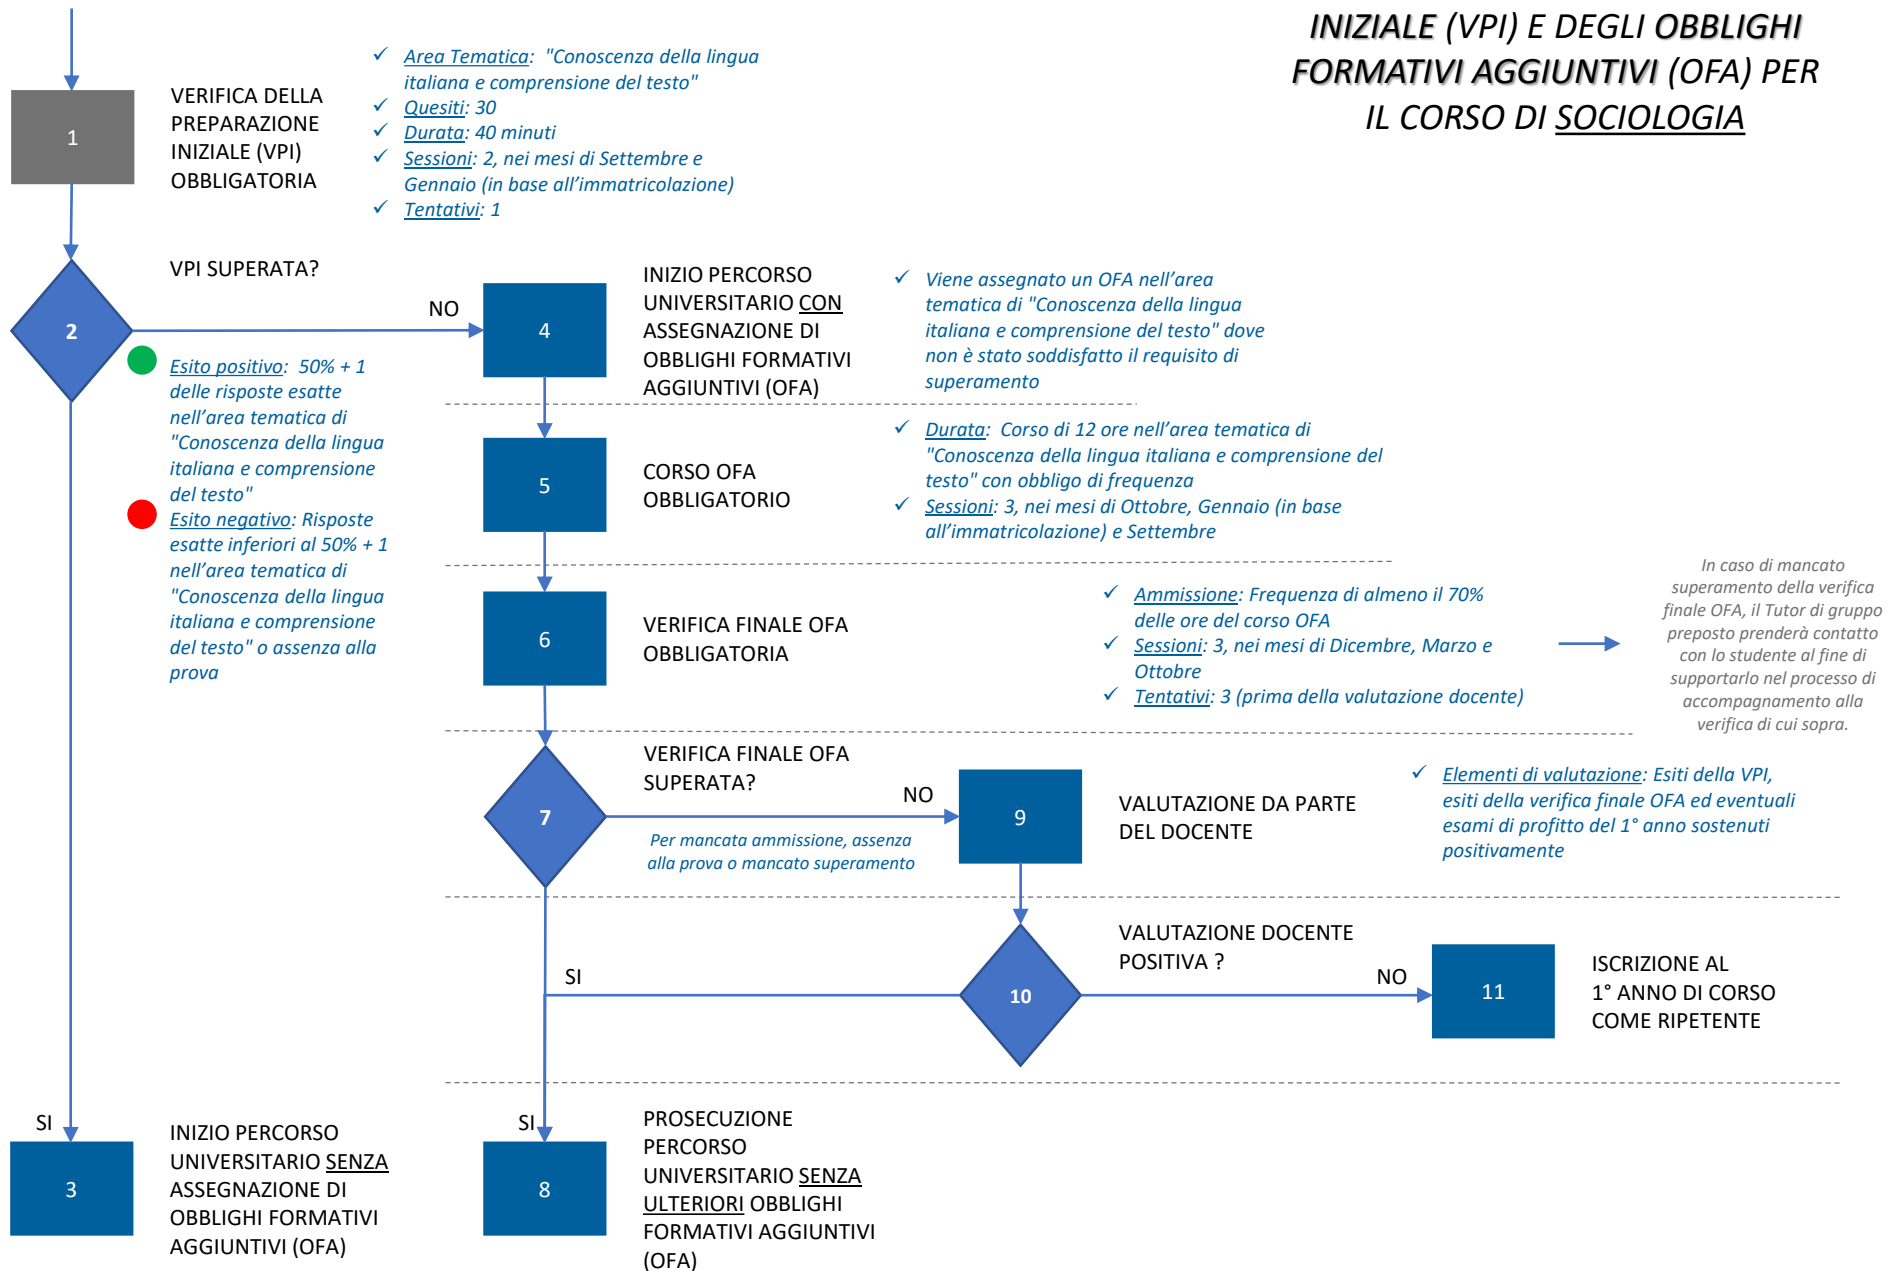 INIZIALE (VPI) E DEGLI OBBLIGHI
FORMATIVI AGGIUNTIVI (OFA) PER
IL CORSO DI SOCIOLOGIA
1
VERIFICA DELLA
PREPARAZIONE
INIZIALE (VPI)
OBBLIGATORIA
✓ Area Tematica: "Conoscenza della lingua
italiana e comprensione del testo"
✓ Quesiti: 30
✓ Durata: 40 minuti
✓ Sessioni: 2, nei mesi di Settembre e
Gennaio (in base all’immatricolazione)
✓ Tentativi: 1
VPI SUPERATA?
2
NO
Esito positivo: 50% + 1
delle risposte esatte
nell’area tematica di
"Conoscenza della lingua
italiana e comprensione
del testo"
Esito negativo: Risposte
esatte inferiori al 50% + 1
nell’area tematica di
"Conoscenza della lingua
italiana e comprensione
del testo" o assenza alla
prova
4
INIZIO PERCORSO
UNIVERSITARIO CON
ASSEGNAZIONE DI
OBBLIGHI FORMATIVI
AGGIUNTIVI (OFA)
✓ Viene assegnato un OFA nell’area
tematica di "Conoscenza della lingua
italiana e comprensione del testo" dove
non è stato soddisfatto il requisito di
superamento
5
CORSO OFA
OBBLIGATORIO
✓ Durata: Corso di 12 ore nell’area tematica di
"Conoscenza della lingua italiana e comprensione del
testo" con obbligo di frequenza
✓ Sessioni: 3, nei mesi di Ottobre, Gennaio (in base
all’immatricolazione) e Settembre
6
VERIFICA FINALE OFA
OBBLIGATORIA
✓ Ammissione: Frequenza di almeno il 70%
delle ore del corso OFA
✓ Sessioni: 3, nei mesi di Dicembre, Marzo e
Ottobre
✓ Tentativi: 3 (prima della valutazione docente)
In caso di mancato
superamento della verifica
finale OFA, il Tutor di gruppo
preposto prenderà contatto
con lo studente al fine di
supportarlo nel processo di
accompagnamento alla
verifica di cui sopra.
VERIFICA FINALE OFA
SUPERATA?
7
NO
Per mancata ammissione, assenza
alla prova o mancato superamento
9
VALUTAZIONE DA PARTE
DEL DOCENTE
✓ Elementi di valutazione: Esiti della VPI,
esiti della verifica finale OFA ed eventuali
esami di profitto del 1° anno sostenuti
positivamente
VALUTAZIONE DOCENTE
POSITIVA ?
SI
10
NO
11
ISCRIZIONE AL
1° ANNO DI CORSO
COME RIPETENTE
SI
3
INIZIO PERCORSO
UNIVERSITARIO SENZA
ASSEGNAZIONE DI
OBBLIGHI FORMATIVI
AGGIUNTIVI (OFA)
SI
8
PROSECUZIONE
PERCORSO
UNIVERSITARIO SENZA
ULTERIORI OBBLIGHI
FORMATIVI AGGIUNTIVI
(OFA)